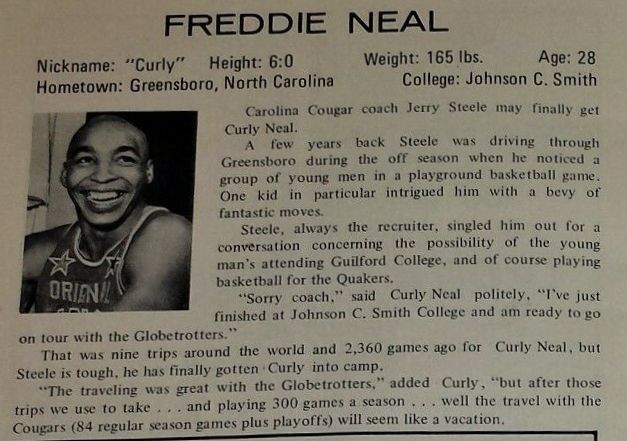 FREDDIE NEAL
Nickname: "Curly" Height: 6:0 Weight: 165 lbs. Age: 28
Hometown: Greensboro, North Carolina College: Johnson C. Smith
Carolina Cougar coach Jerry Steele may finally get
Curly Neal.
A few years back Steele was driving through
Greensboro during the off season when he noticed a
group of young men in a playground basketball game.
One kid in particular intrigued him with a bevy of
fantastic moves.
Steele, always the recruiter, singled him out for a
conversation concerning the possibility of the young
man's attending Guilford College, and of course playing
basketball for the Quakers.
"Sorry coach," said Curly Neal politely, "I've just
finished at Johnson C. Smith College and am ready to go
on tour with the Globetrotters."
That was nine trips around the world and 2,360 games ago for Curly Neal, but
Steele is tough, he has finally gotten Curly into camp.
"The traveling was great with the Globetrotters," added Curly, "but after those
trips we use to take . . . and playing 300 games a season . . . well the travel with the
Cougars (84 regular season games plus playoffs) will seem like a vacation.